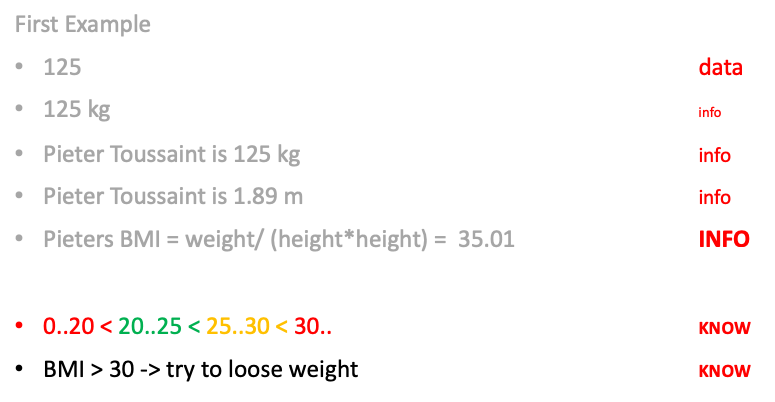 First Example
• 125 data
• 125 kg info
• Pieter Toussaint is 125 kg info
• Pieter Toussaint is 1.89 m info
• Pieters BMI = weight/ (height*height) = 35.01 INFO
• 0..20 < 20..25 < 25..30 < 30.. KNOW
• BMI > 30 -> try to loose weight KNOW